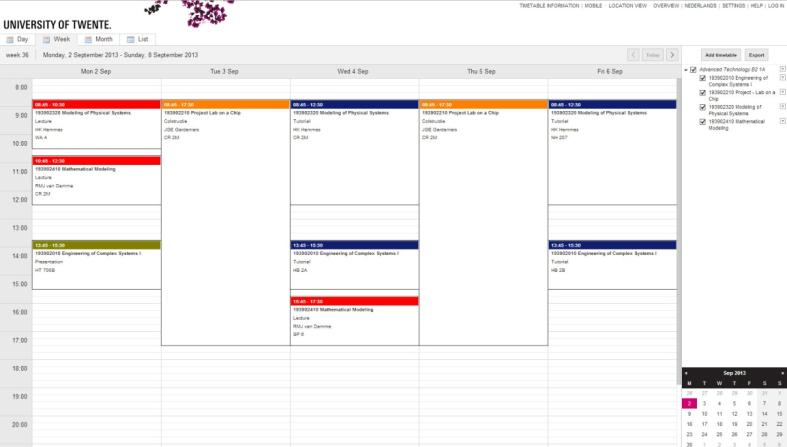 TIMETABLE INFORMATION | MOBILE LOCATION VIEW OVERVIEW | NEDERLANDS | SETTINGS | HELP | LOG IN
UNIVERSITY OF TWENTE.
Day Week Month List
week 36 Monday, 2 September 2013 - Sunday, 8 September 2013 < Today >
Add timetable Export
Mon 2 Sep Tue 3 Sep Wed 4 Sep Thu 5 Sep Fri 6 Sep
Advanced Technology B2 1A
193902010 Engineering of
Complex Systems I
193902210 Project - Lab on a
Chip
193902320 Modeling of
Physical Systems
193902410 Mathematical
Modeling
8:00
9:00
10:00
11:00
12:00
13:00
14:00
15:00
16:00
17:00
18:00
19:00
20:00
08:45 - 10:30
193902320 Modeling of Physical Systems
Lecture
HK Hemmes
WA 4
10:45 - 12:30
193902410 Mathematical Modeling
Lecture
RMJ van Damme
CR 2M
13:45 - 15:30
193902010 Engineering of Complex Systems I
Presentation
HT 700B
08:45 - 17:30
193902210 Project Lab on a Chip
Colstructie
JGE Gardeniers
CR 2M
08:45 - 12:30
193902320 Modeling of Physical Systems
Tutorial
HK Hemmes
CR 2M
13:45 - 15:30
193902010 Engineering of Complex Systems I
Tutorial
HB 2A
15:45 - 17:30
193902410 Mathematical Modeling
Lecture
RMJ van Damme
SP 6
08:45 - 17:30
193902210 Project Lab on a Chip
Colstructie
JGE Gardeniers
CR 2M
08:45 - 12:30
193902320 Modeling of Physical Systems
Tutorial
HK Hemmes
NH 207
13:45 - 15:30
193902010 Engineering of Complex Systems I
Tutorial
HB 2B
Sep 2013
M T W T F S S
26 27 28 29 30 31 1
2 3 4 5 6 7 8
9 10 11 12 13 14 15
16 17 18 19 20 21 22
23 24 25 26 27 28 29
30 1 2 3 4 5 6